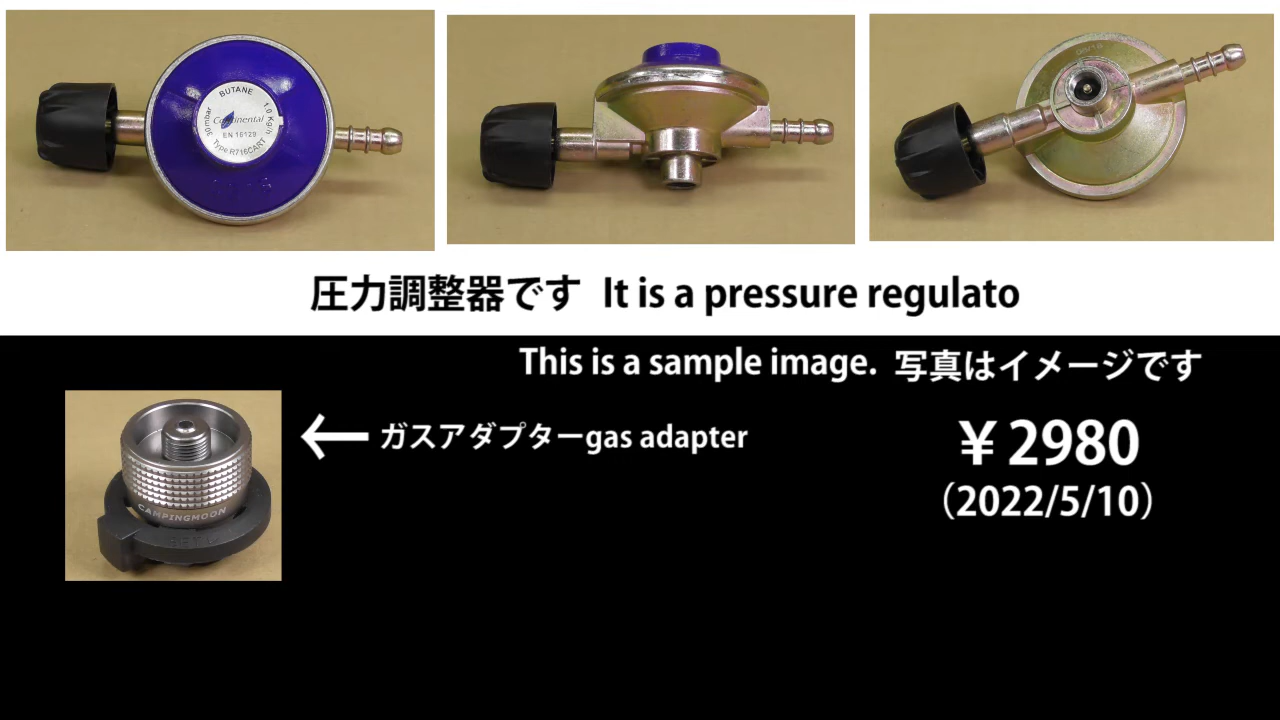 BUTANE
1.0 Kg/h
30 mbar
Continental
EN 16129
Type R716CART
圧力調整器です It is a pressure regulato
This is a sample image. 写真はイメージです
ガスアダプターgas adapter
¥2980
(2022/5/10)
CAMPINGMOON